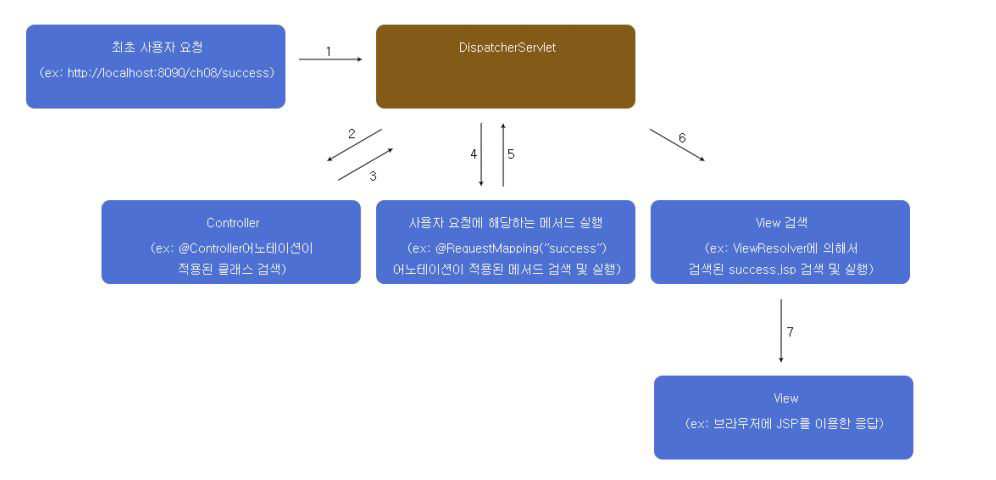 최초 사용자 요청
(ex: http://localhost:8090/ch08/success)
1
DispatcherServlet
2
3
4
5
6
Controller
(ex: @Controller어노테이션이
적용된 클래스 검색)
사용자 요청에 해당하는 메서드 실행
(ex: @RequestMapping("success")
어노테이션이 적용된 메서드 검색 및 실행)
View 검색
(ex: ViewResolver에 의해서
검색된 success.jsp 검색 및 실행)
7
View
(ex: 브라우저에 JSP를 이용한 응답)